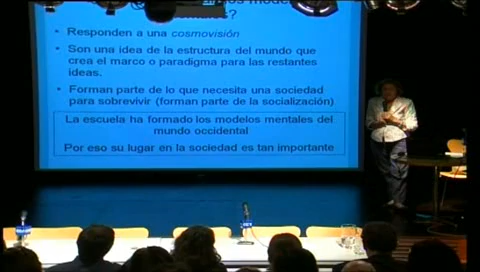 los model
?
• Responden a una cosmovisión
• Son una idea de la estructura del mundo que
crea el marco o paradigma para las restantes
ideas.
• Forman parte de lo que necesita una sociedad
para sobrevivir (forman parte de la socialización)
La escuela ha formado los modelos mentales del
mundo occidental
Por eso su lugar en la sociedad es tan importante